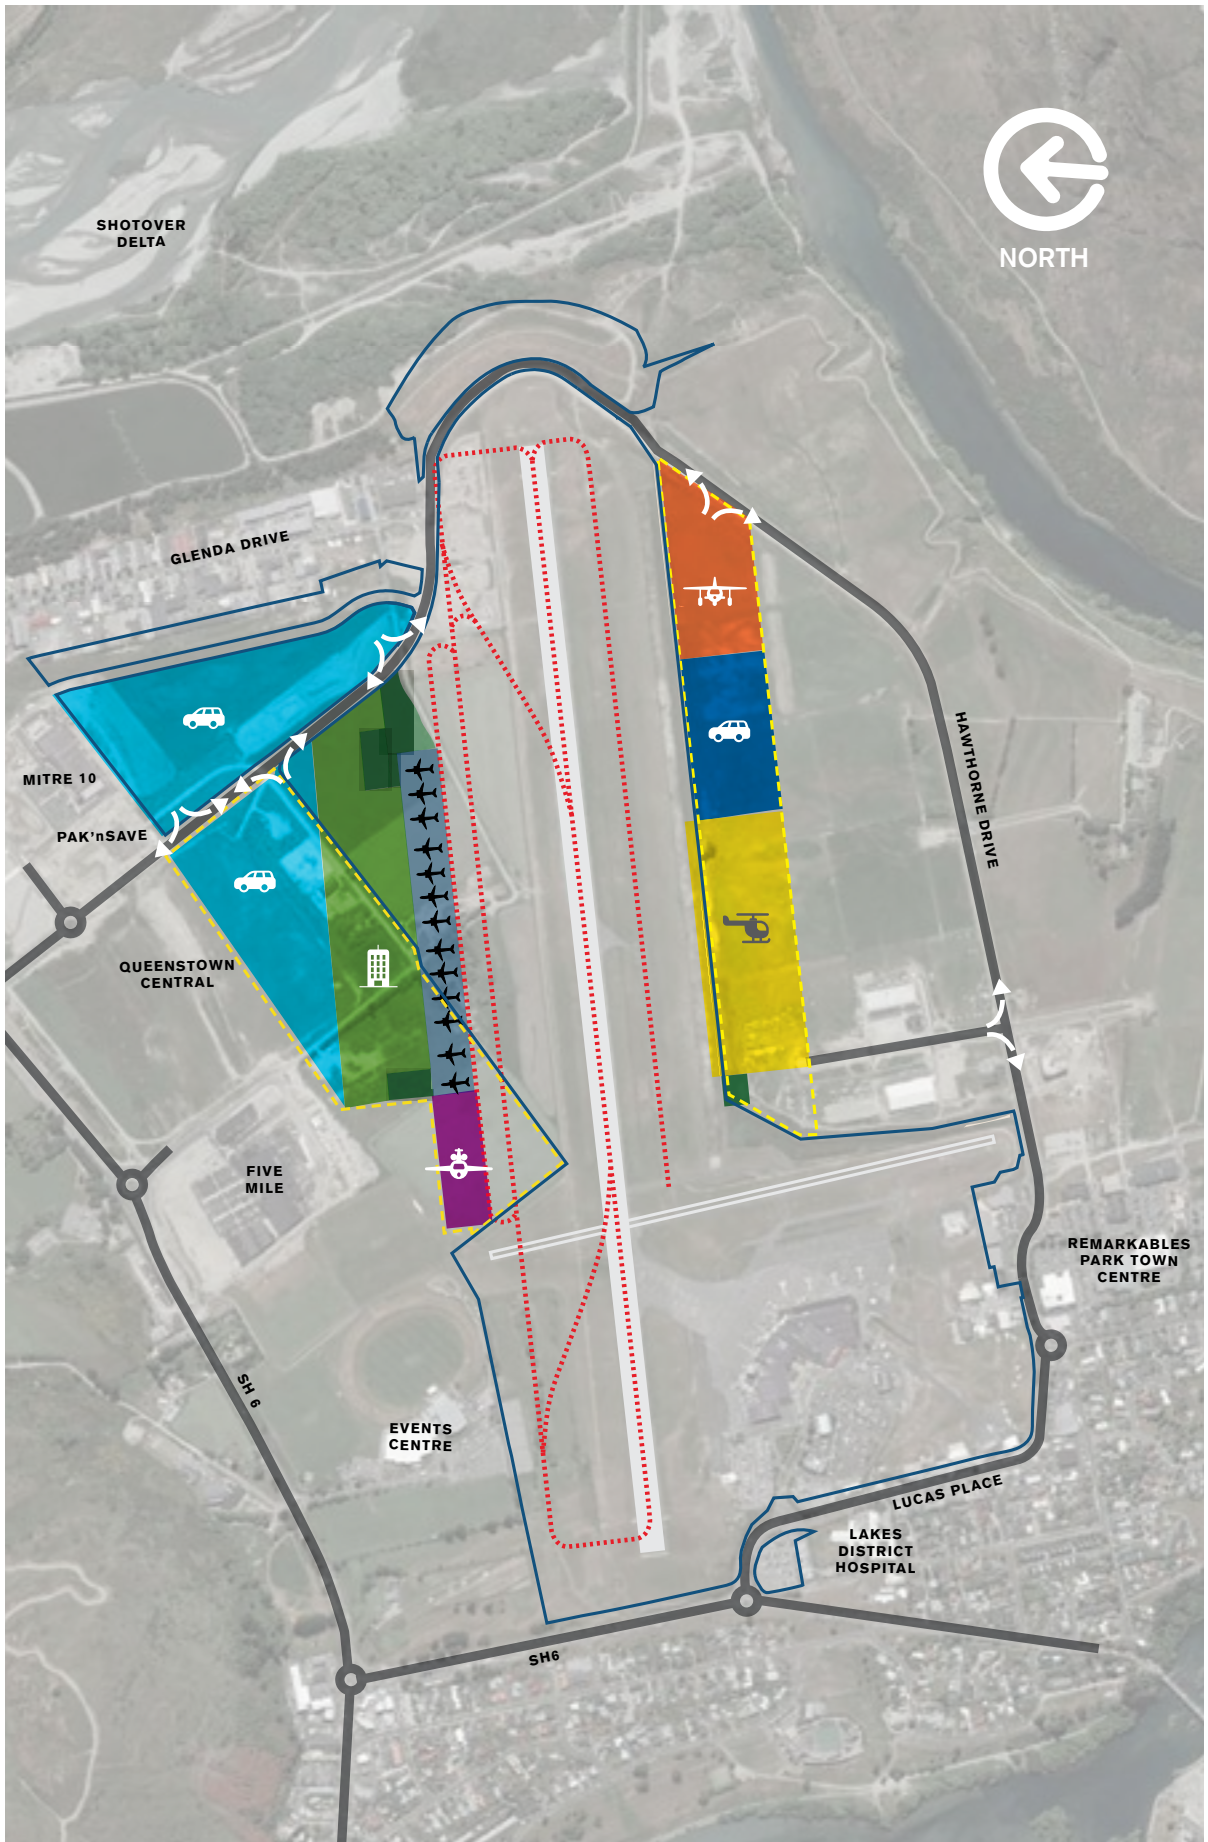 NORTH
SHOTOVER
DELTA
GLENDA DRIVE
MITRE 10
PAK'nSAVE
HAWTHORNE DRIVE
QUEENSTOWN
CENTRAL
FIVE
MILE
REMARKABLES
PARK TOWN
CENTRE
SH 6
EVENTS
CENTRE
LUCAS PLACE
LAKES
DISTRICT
HOSPITAL
SH6